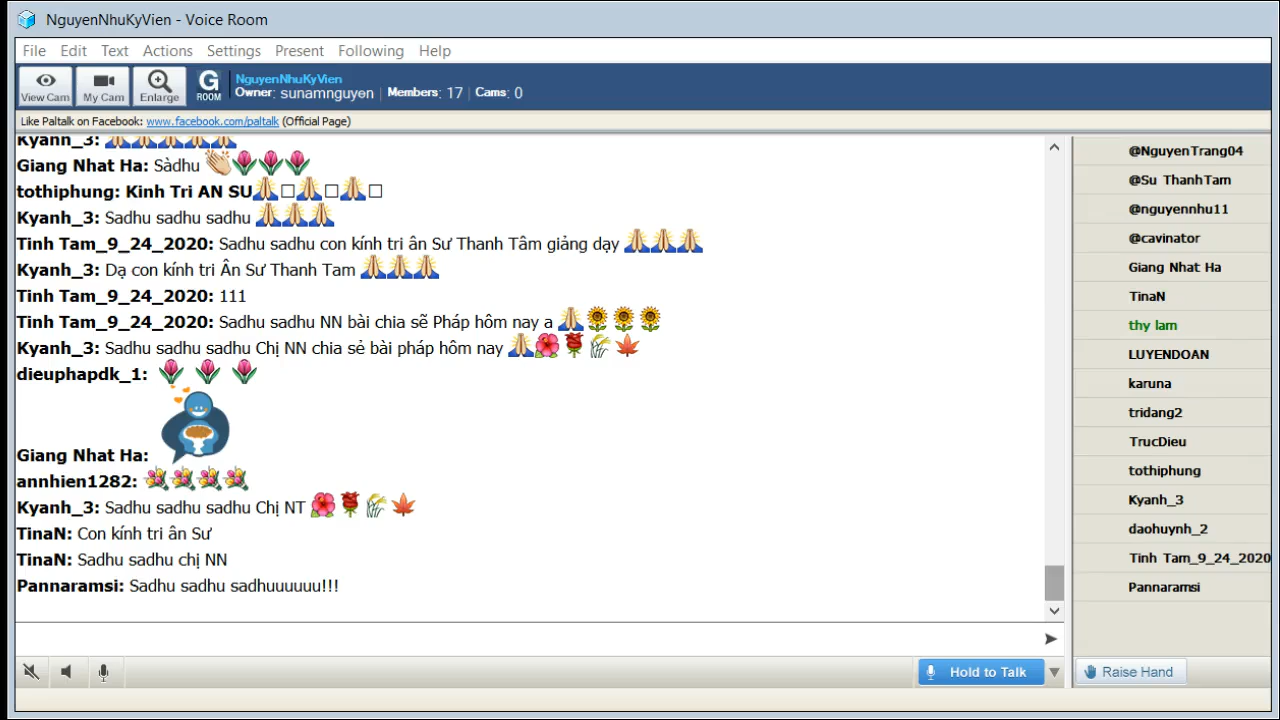 NguyenNhuKyVien - Voice Room
File Edit Text Actions Settings Present Following Help
View Cam My Cam Enlarge G ROOM NguyenNhuKyVien
Owner: sunamnguyen Members: 17 Cams: 0
Like Paltalk on Facebook: www.facebook.com/paltalk (Official Page)
Kyanh_3: 🙏🙏🙏🙏🙏
Giang Nhat Ha: Sàdhu 👏🌷🌷🌷
tothiphung: Kinh Tri AN SU🙏□🙏□🙏□
Kyanh_3: Sadhu sadhu sadhu 🙏🙏🙏
Tinh Tam_9_24_2020: Sadhu sadhu con kính tri ân Sư Thanh Tâm giảng dạy 🙏🙏🙏
Kyanh_3: Dạ con kính tri Ân Sư Thanh Tam 🙏🙏🙏
Tinh Tam_9_24_2020: 111
Tinh Tam_9_24_2020: Sadhu sadhu NN bài chia sẽ Pháp hôm nay a 🙏🌻🌻🌻
Kyanh_3: Sadhu sadhu sadhu Chị NN chia sẻ bài pháp hôm nay 🙏🌺🌹🌾🍁
dieuphapdk_1: 🌷 🌷 🌷
Giang Nhat Ha:
annhien1282: 💐💐💐💐
Kyanh_3: Sadhu sadhu sadhu Chị NT 🌺🌹🌾🍁
TinaN: Con kính tri ân Sư
TinaN: Sadhu sadhu chị NN
Pannaramsi: Sadhu sadhu sadhuuuuuu!!!
Hold to Talk
@NguyenTrang04
@Su ThanhTam
@nguyennhu11
@cavinator
Giang Nhat Ha
TinaN
thy lam
LUYENDOAN
karuna
tridang2
TrucDieu
tothiphung
Kyanh_3
daohuynh_2
Tinh Tam_9_24_2020
Pannaramsi
Raise Hand